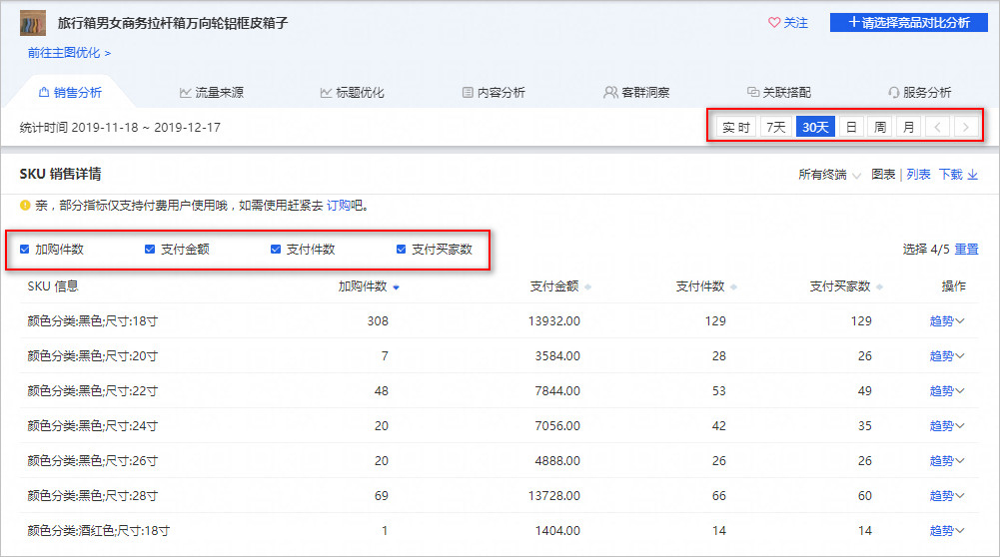 旅行箱男女商务拉杆箱万向轮铝框皮箱子
关注
+请选择竞品对比分析
前往主图优化 >
销售分析 流量来源 标题优化 内容分析 客群洞察 关联搭配 服务分析
统计时间 2019-11-18 ~ 2019-12-17 实时 7天 30天 日 周 月 < >
SKU 销售详情 所有终端 图表 | 列表 下载
亲，部分指标仅支持付费用户使用哦，如需使用赶紧去 订购吧。
加购件数 支付金额 支付件数 支付买家数 选择 4/5 重置
SKU 信息 加购件数 支付金额 支付件数 支付买家数 操作
颜色分类:黑色;尺寸:18寸 308 13932.00 129 129 趋势
颜色分类:黑色;尺寸:20寸 7 3584.00 28 26 趋势
颜色分类:黑色;尺寸:22寸 48 7844.00 53 49 趋势
颜色分类:黑色;尺寸:24寸 20 7056.00 42 35 趋势
颜色分类:黑色;尺寸:26寸 20 4888.00 26 26 趋势
颜色分类:黑色;尺寸:28寸 69 13728.00 66 60 趋势
颜色分类:酒红色;尺寸:18寸 1 1404.00 14 14 趋势